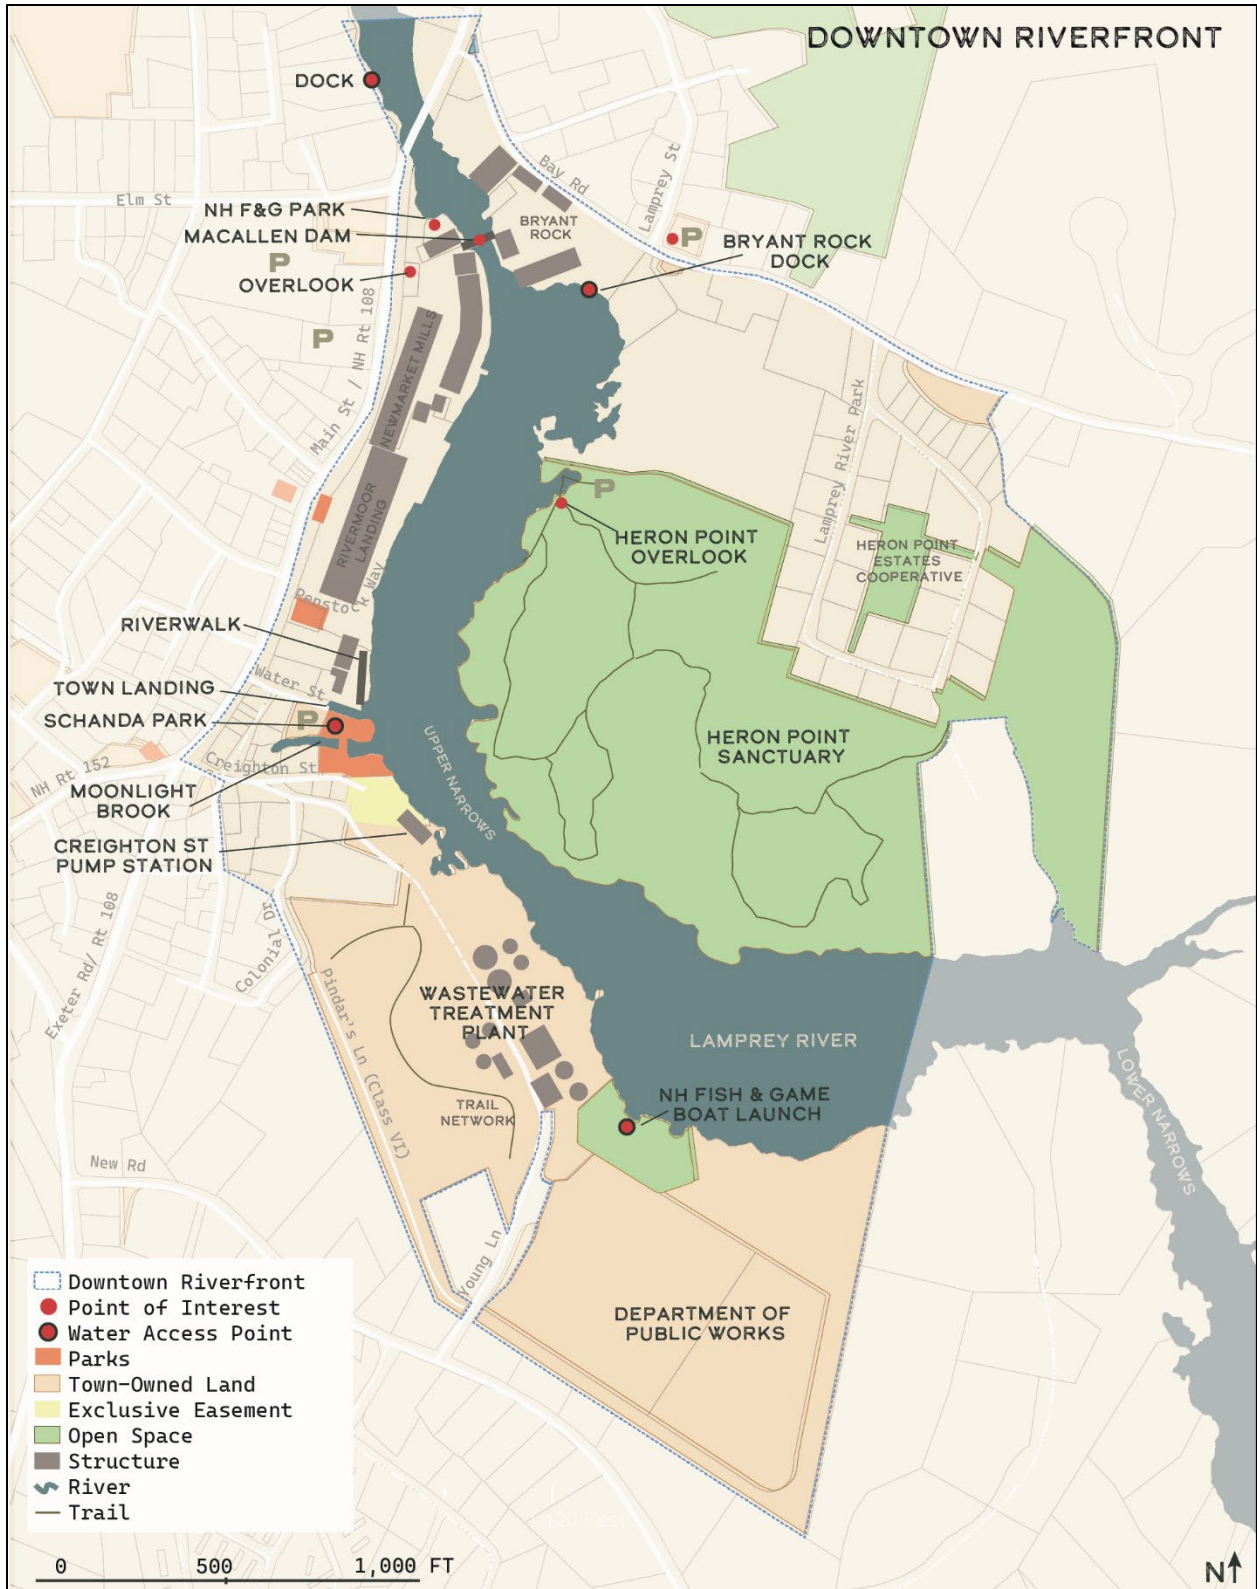 DOWNTOWN RIVERFRONT
DOCK
Elm St
Bay Rd
Lamprey St
NH F&G PARK
MACALLEN DAM
BRYANT
ROCK
P
BRYANT ROCK
DOCK
P
OVERLOOK
P
Main St / NH Rt 108
NEWMARKET MILLS
Lamprey River Park
RIVERMOOR
LANDING
P
HERON POINT
OVERLOOK
HERON POINT
ESTATES
COOPERATIVE
Penstock Way
RIVERWALK
Water St
TOWN LANDING
SCHANDA PARK
P
UPPER NARROWS
HERON POINT
SANCTUARY
NH Rt 152
Creighton St
MOONLIGHT
BROOK
CREIGHTON ST
PUMP STATION
Exeter Rd/ Rt 108
Colonial Dr
Pindar's Ln (Class VI)
WASTEWATER
TREATMENT
PLANT
LAMPREY RIVER
LOWER NARROWS
NH FISH & GAME
BOAT LAUNCH
TRAIL
NETWORK
New Rd
Young Ln
DEPARTMENT OF
PUBLIC WORKS
Downtown Riverfront
Point of Interest
Water Access Point
Parks
Town-Owned Land
Exclusive Easement
Open Space
Structure
River
Trail
0 500 1,000 FT
N